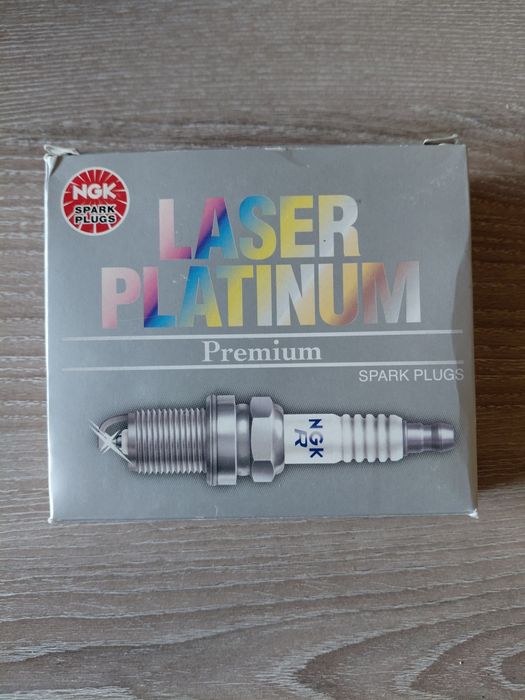 NGK
SPARK
PLUGS
LASER
PLATINUM
Premium
SPARK PLUGS
NGK
R